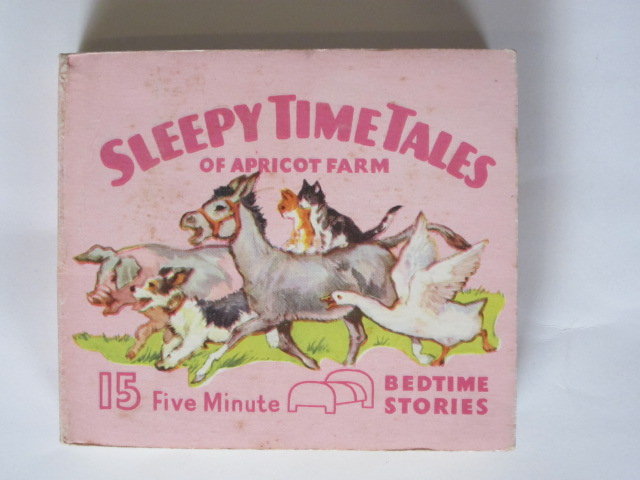 SLEEPY TIME TALES
OF APRICOT FARM
15 Five Minute BEDTIME
STORIES